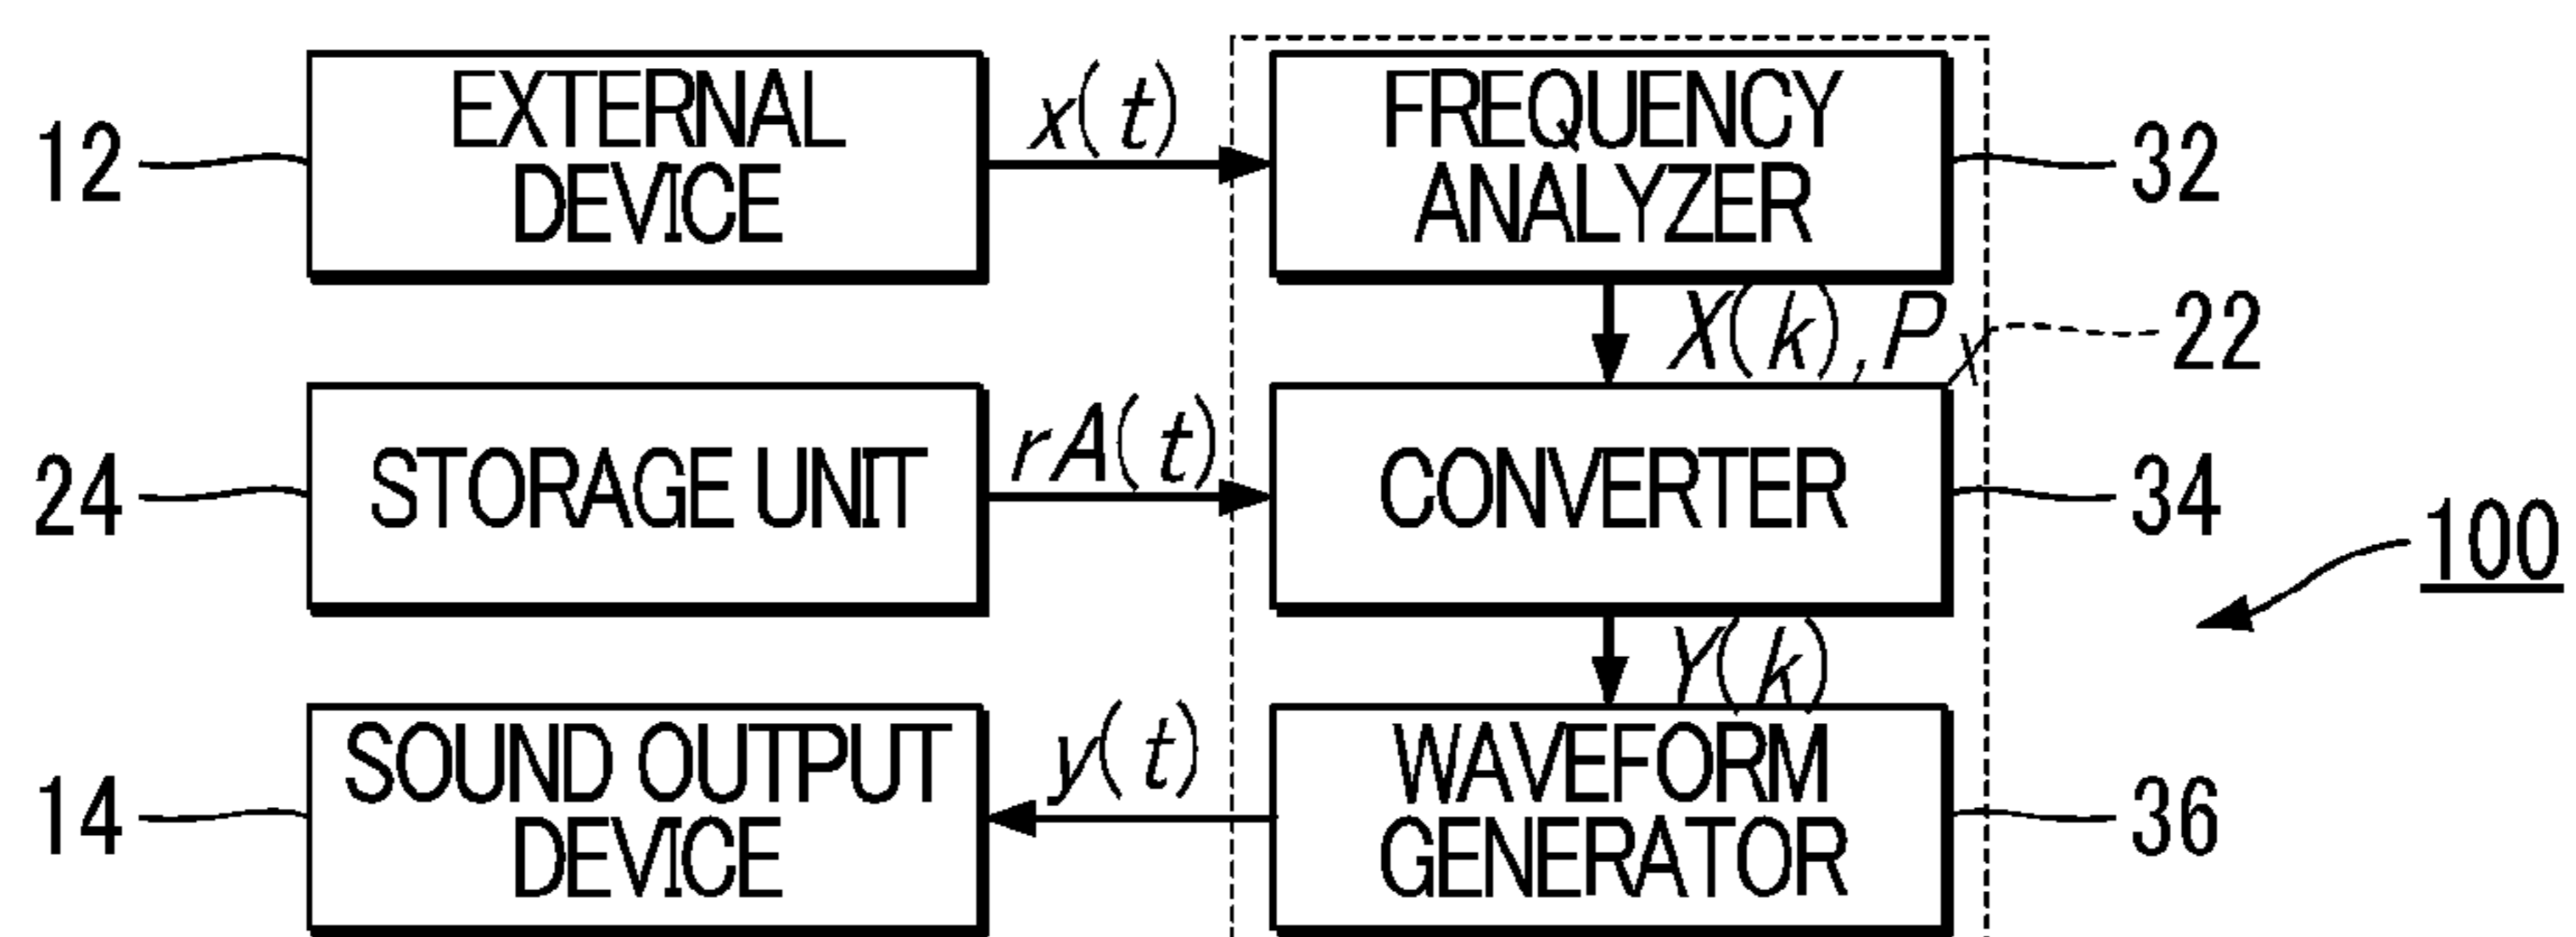 12
EXTERNAL
DEVICE
x(t)
FREQUENCY
ANALYZER
32
X(k), PX
22
24
STORAGE UNIT
rA(t)
CONVERTER
34
100
Y(k)
14
SOUND OUTPUT
DEVICE
y(t)
WAVEFORM
GENERATOR
36